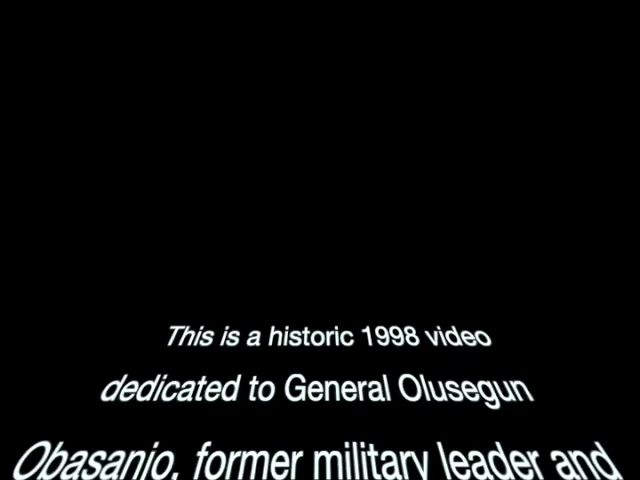 This is a historic 1998 video
dedicated to General Olusegun
Obasanjo, former military leader and